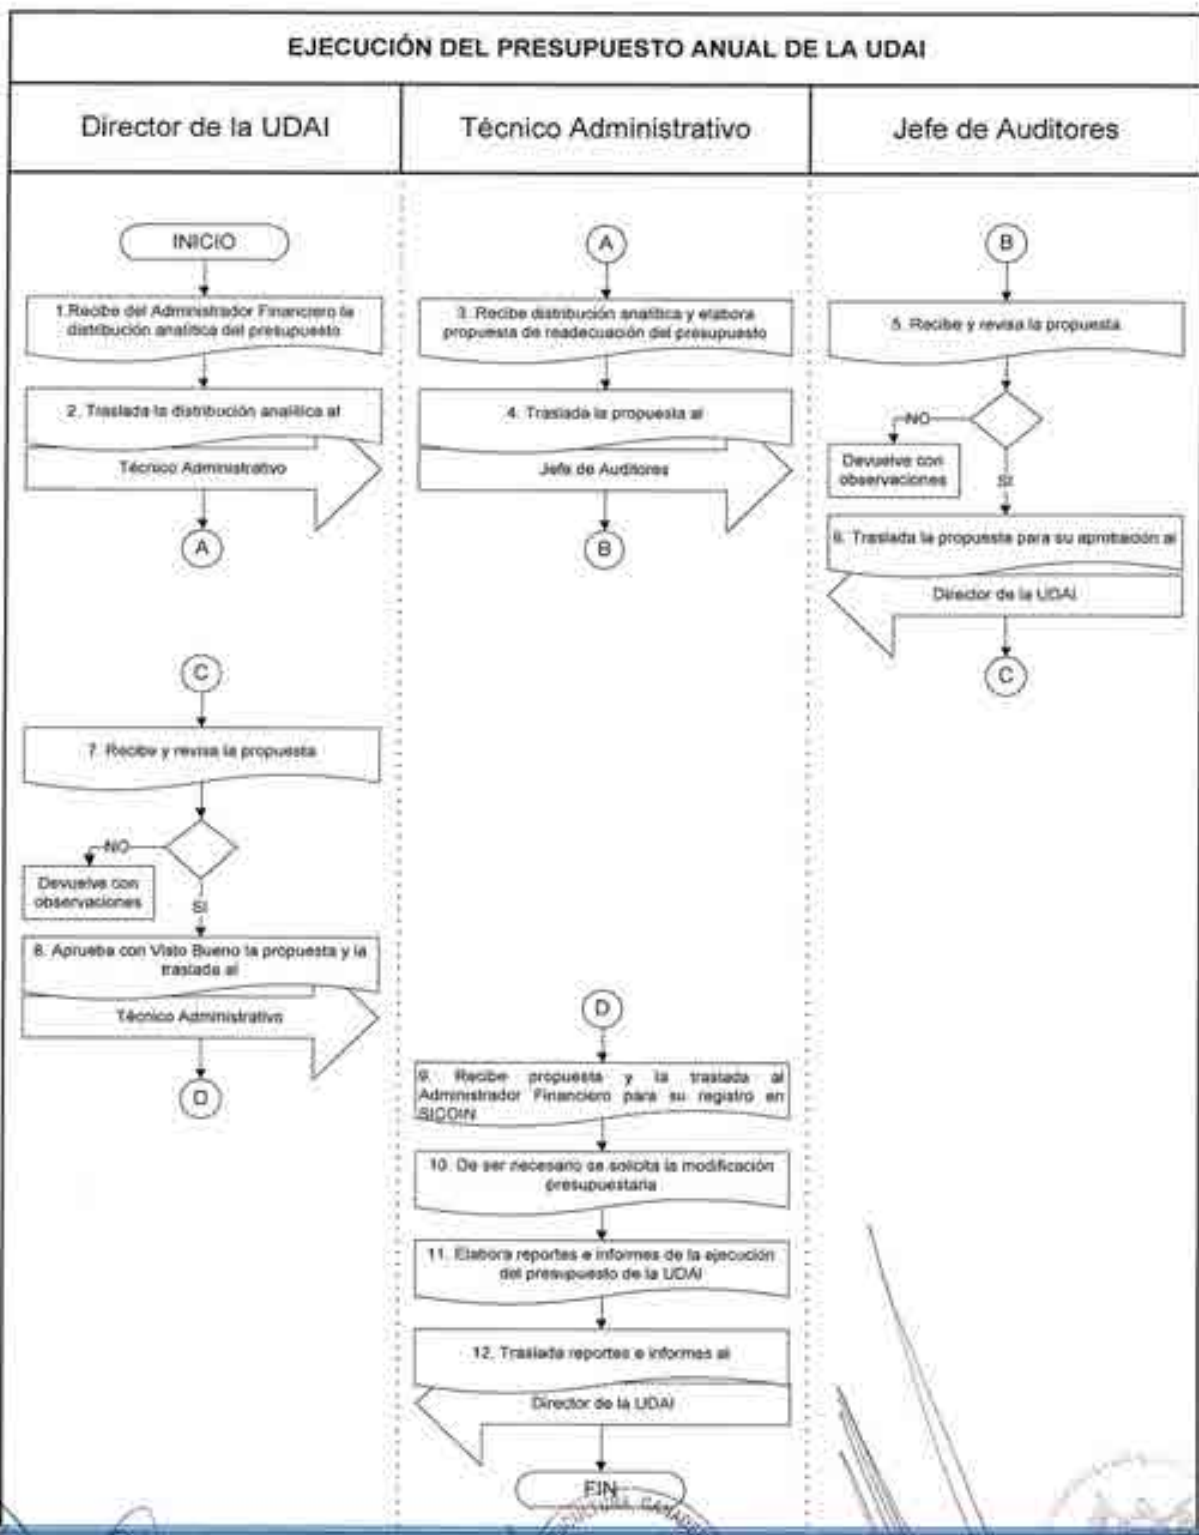 EJECUCIÓN DEL PRESUPUESTO ANUAL DE LA UDAI
Director de la UDAI
Técnico Administrativo
Jefe de Auditores
INICIO
1.Recibe del Administrador Financiero la
distribución analítica del presupuesto
2. Traslada la distribución analítica al
Técnico Administrativo
A
A
3. Recibe distribución analítica y elabora
propuesta de readecuación del presupuesto
4. Traslada la propuesta al
Jefe de Auditores
B
B
5. Recibe y revisa la propuesta
NO
Devuelve con
observaciones
SI
6. Traslada la propuesta para su aprobación al
Director de la UDAI
C
C
7. Recibe y revisa la propuesta
NO
Devuelve con
observaciones
SI
8. Aprueba con Visto Bueno la propuesta y la
traslada al
Técnico Administrativo
D
D
9. Recibe propuesta y la traslada al
Administrador Financiero para su registro en
SICOIN
10. De ser necesario se solicita la modificación
presupuestaria
11. Elabora reportes e informes de la ejecución
del presupuesto de la UDAI
12. Traslada reportes e informes al
Director de la UDAI
FIN